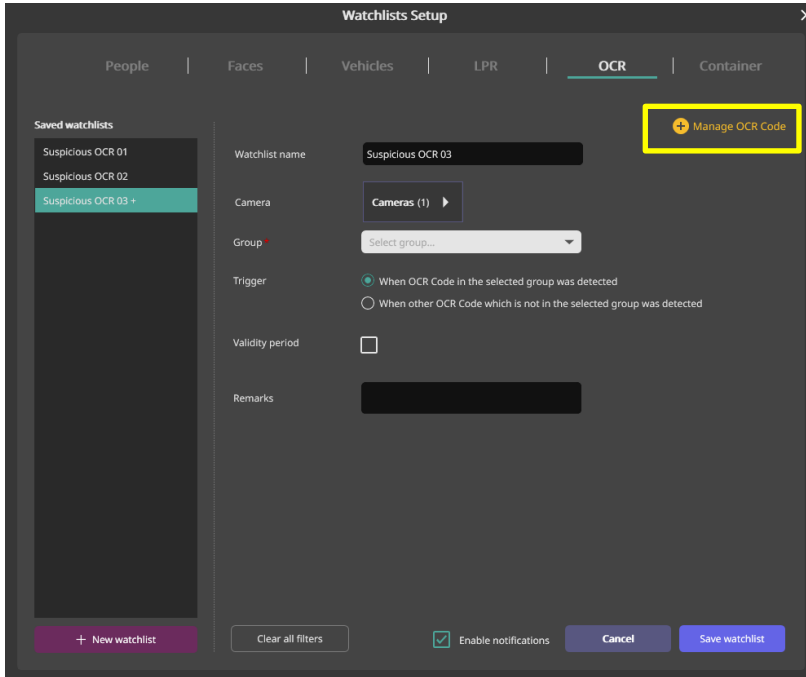 Watchlists Setup
People | Faces | Vehicles | LPR | OCR | Container
Saved watchlists
Suspicious OCR 01
Suspicious OCR 02
Suspicious OCR 03 +
+ New watchlist
+ Manage OCR Code
Watchlist name Suspicious OCR 03
Camera Cameras (1)
Group* Select group...
Trigger When OCR Code in the selected group was detected
When other OCR Code which is not in the selected group was detected
Validity period
Remarks
Clear all filters Enable notifications Cancel Save watchlist